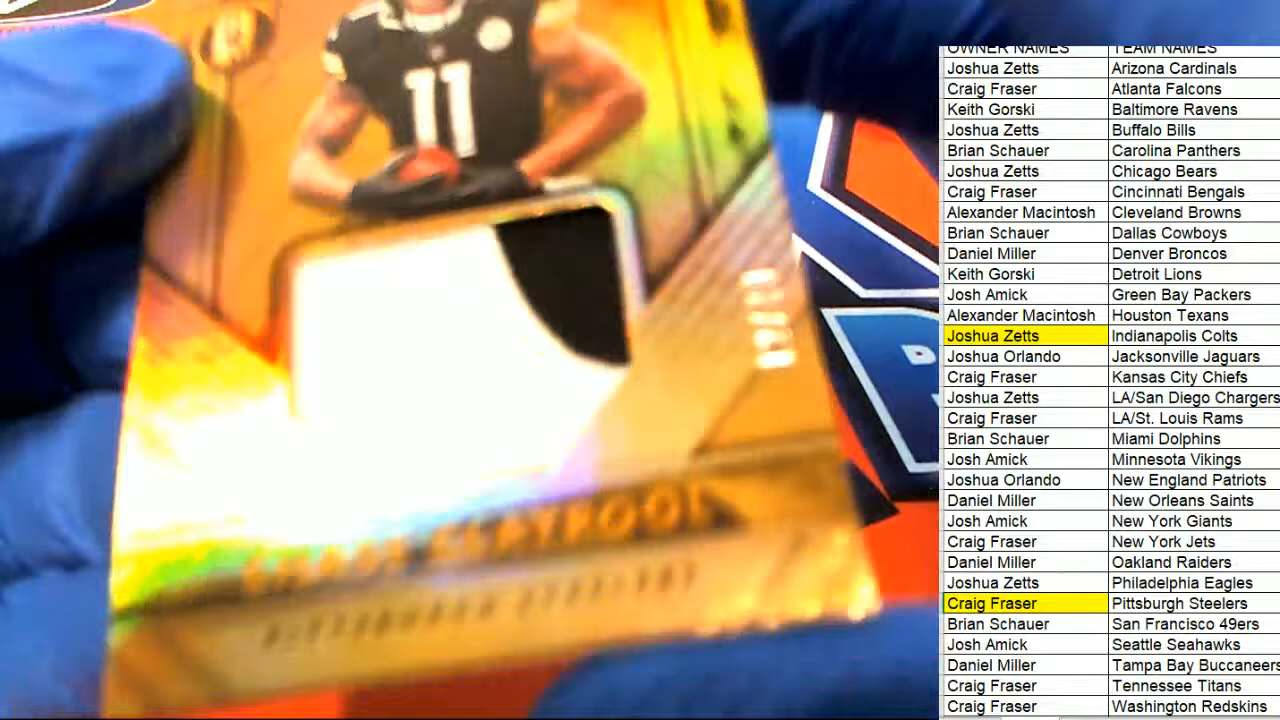 11
OWNER NAMES TEAM NAMES
Joshua Zetts Arizona Cardinals
Craig Fraser Atlanta Falcons
Keith Gorski Baltimore Ravens
Joshua Zetts Buffalo Bills
Brian Schauer Carolina Panthers
Joshua Zetts Chicago Bears
Craig Fraser Cincinnati Bengals
Alexander Macintosh Cleveland Browns
Brian Schauer Dallas Cowboys
Daniel Miller Denver Broncos
Keith Gorski Detroit Lions
Josh Amick Green Bay Packers
Alexander Macintosh Houston Texans
Joshua Zetts Indianapolis Colts
Joshua Orlando Jacksonville Jaguars
Craig Fraser Kansas City Chiefs
Joshua Zetts LA/San Diego Chargers
Craig Fraser LA/St. Louis Rams
Brian Schauer Miami Dolphins
Josh Amick Minnesota Vikings
Joshua Orlando New England Patriots
Daniel Miller New Orleans Saints
Josh Amick New York Giants
Craig Fraser New York Jets
Daniel Miller Oakland Raiders
Joshua Zetts Philadelphia Eagles
Craig Fraser Pittsburgh Steelers
Brian Schauer San Francisco 49ers
Josh Amick Seattle Seahawks
Daniel Miller Tampa Bay Buccaneers
Craig Fraser Tennessee Titans
Craig Fraser Washington Redskins